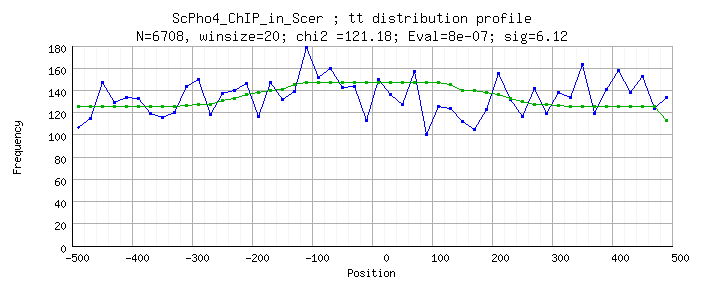 ScPho4_ChIP_in_Scer ; tt distribution profile
N=6708, winsize=20; chi2 =121.18; Eval=8e-07; sig=6.12
180
160
140
120
100
80
60
40
20
0
Frequency
-500 -400 -300 -200 -100 0 100 200 300 400 500
Position